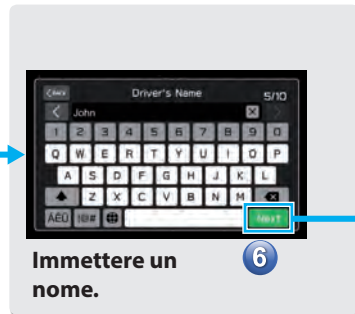 BACK Driver's Name 5/10
John
1 2 3 4 5 6 7 8 9 0
Q W E R T Y U I O P
A S D F G H J K L
Z X C V B N M
ÁÈÜ !@# Next
Immettere un 6
nome.